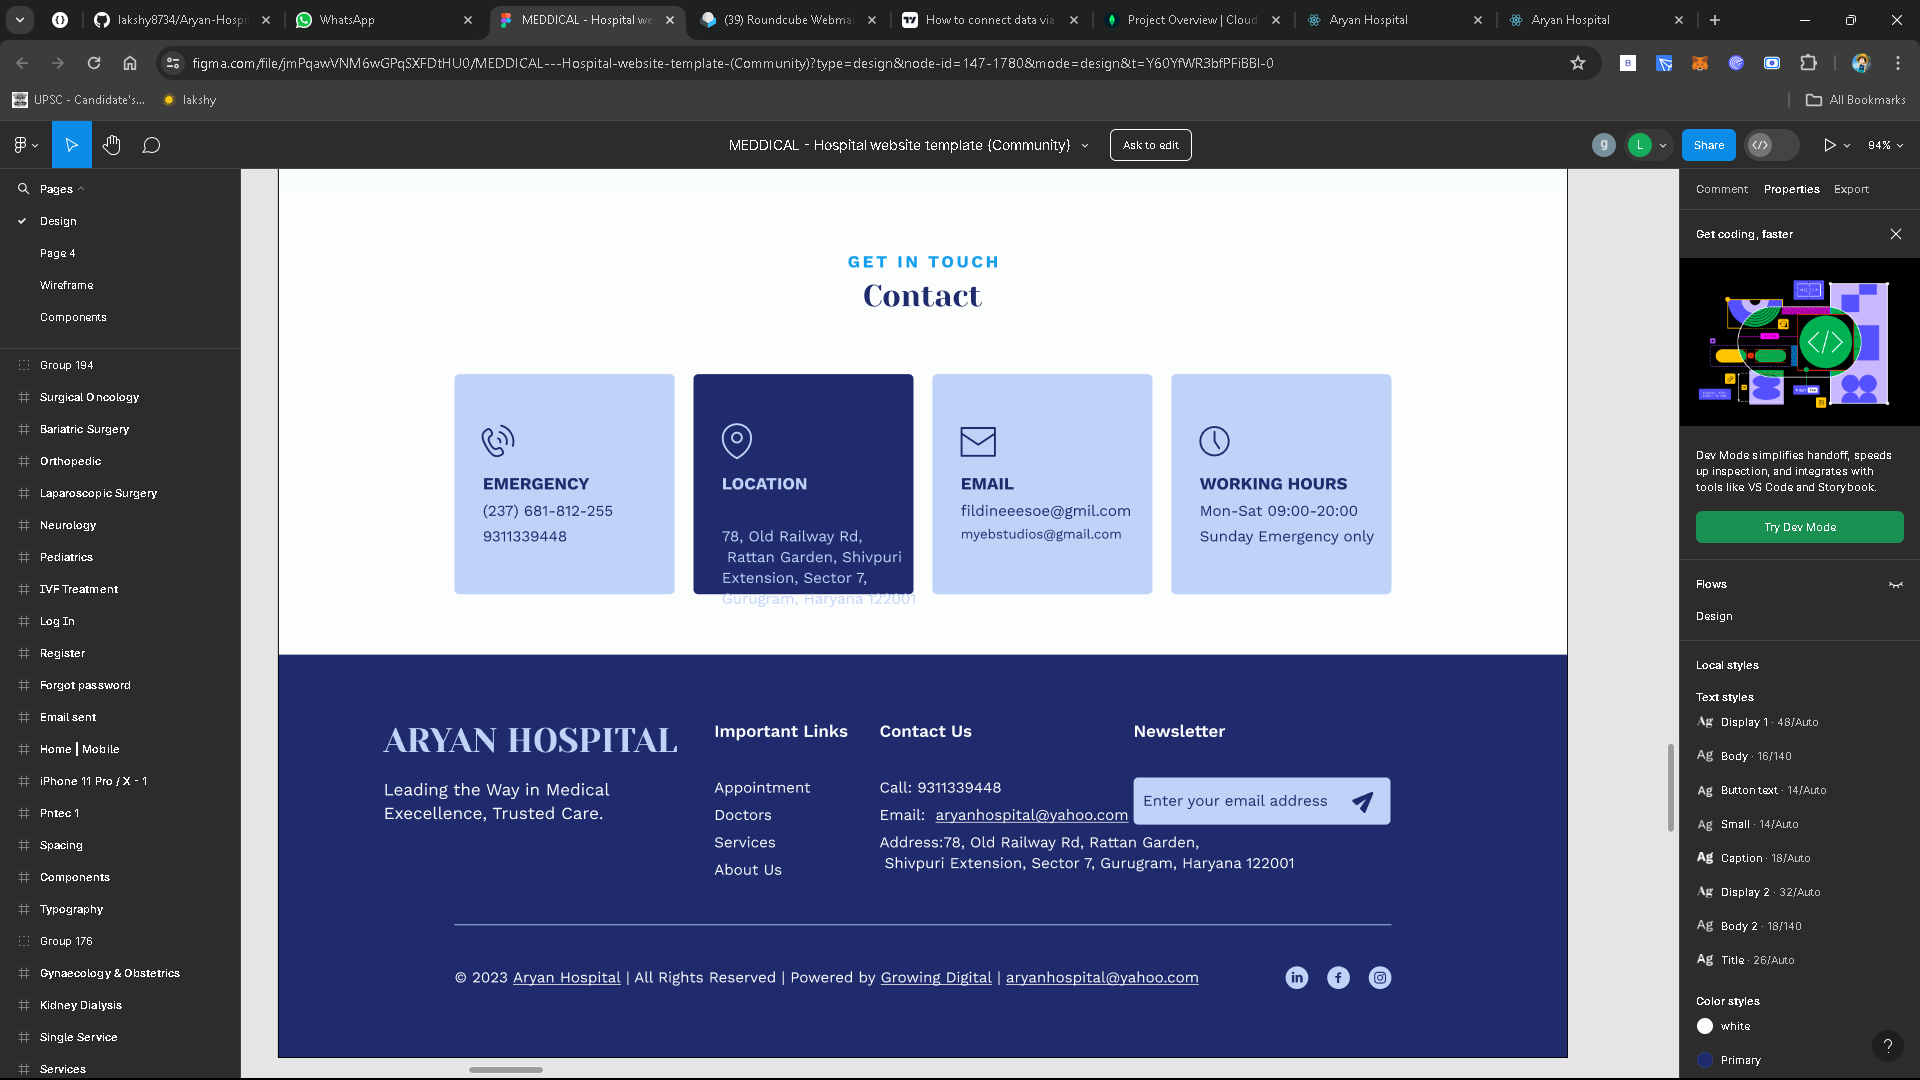 lakshy8734/Aryan-Hospi
WhatsApp
MEDDICAL - Hospital we
(39) Roundcube Webmai
How to connect data via
Project Overview | Cloud
Aryan Hospital
Aryan Hospital
figma.com/file/jmPqawVNM6wGPqSXFDtHU0/MEDDICAL---Hospital-website-template-(Community)?type=design&node-id=147-1780&mode=design&t=Y60YfWR3bfPFiBBI-0
UPSC - Candidate's...
lakshy
All Bookmarks
MEDDICAL - Hospital website template (Community)
Ask to edit
g
L
Share
94%
Pages
Design
Page 4
Wireframe
Components
Group 194
Surgical Oncology
Bariatric Surgery
Orthopedic
Laparoscopic Surgery
Neurology
Pediatrics
IVF Treatment
Log In
Register
Forgot password
Email sent
Home | Mobile
iPhone 11 Pro / X - 1
Pntec 1
Spacing
Components
Typography
Group 176
Gynaecology & Obstetrics
Kidney Dialysis
Single Service
Services
GET IN TOUCH
Contact
EMERGENCY
(237) 681-812-255
9311339448
LOCATION
78, Old Railway Rd,
Rattan Garden, Shivpuri
Extension, Sector 7,
Gurugram, Haryana 122001
EMAIL
fildineeesoe@gmil.com
myebstudios@gmail.com
WORKING HOURS
Mon-Sat 09:00-20:00
Sunday Emergency only
ARYAN HOSPITAL
Leading the Way in Medical
Execellence, Trusted Care.
Important Links
Appointment
Doctors
Services
About Us
Contact Us
Call: 9311339448
Email: aryanhospital@yahoo.com
Address:78, Old Railway Rd, Rattan Garden,
Shivpuri Extension, Sector 7, Gurugram, Haryana 122001
Newsletter
Enter your email address
© 2023 Aryan Hospital | All Rights Reserved | Powered by Growing Digital | aryanhospital@yahoo.com
Comment
Properties
Export
Get coding, faster
Dev Mode simplifies handoff, speeds
up inspection, and integrates with
tools like VS Code and Storybook.
Try Dev Mode
Flows
Design
Local styles
Text styles
Ag Display 1 · 48/Auto
Ag Body · 16/140
Ag Button text · 14/Auto
Ag Small · 14/Auto
Ag Caption · 18/Auto
Ag Display 2 · 32/Auto
Ag Body 2 · 18/140
Ag Title · 26/Auto
Color styles
white
Primary
?